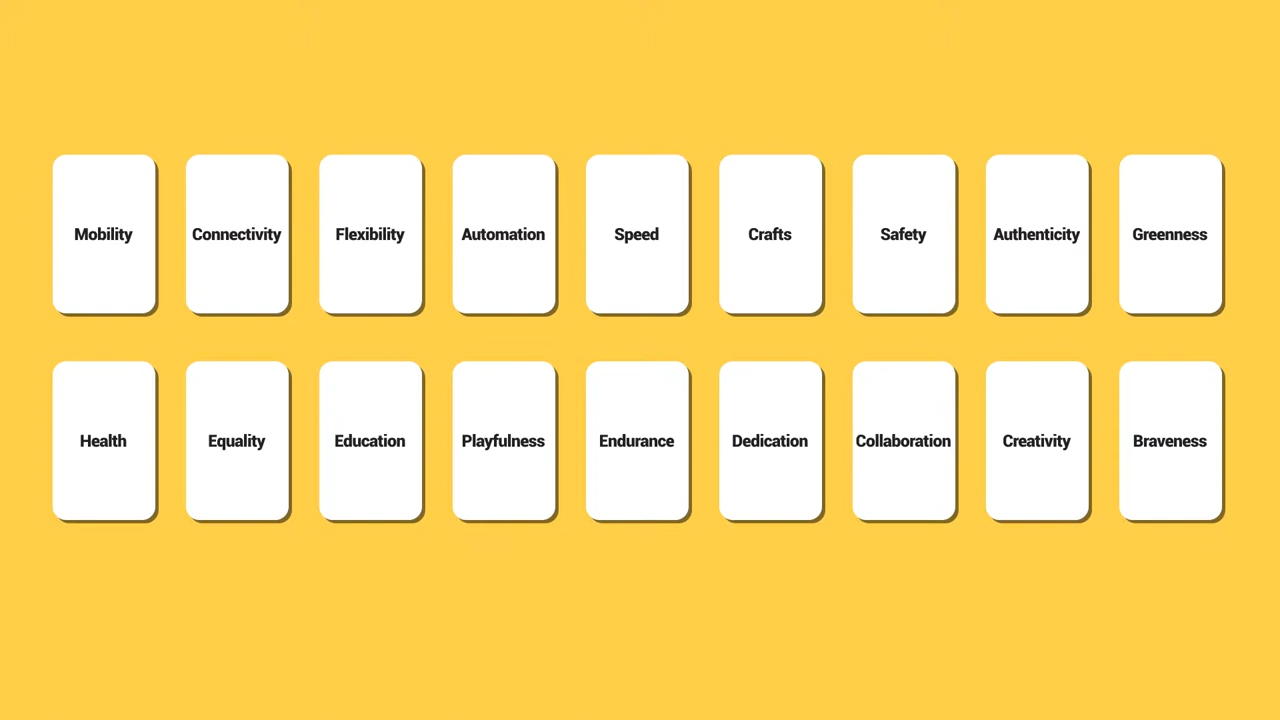 Mobility
Connectivity
Flexibility
Automation
Speed
Crafts
Safety
Authenticity
Greenness
Health
Equality
Education
Playfulness
Endurance
Dedication
Collaboration
Creativity
Braveness